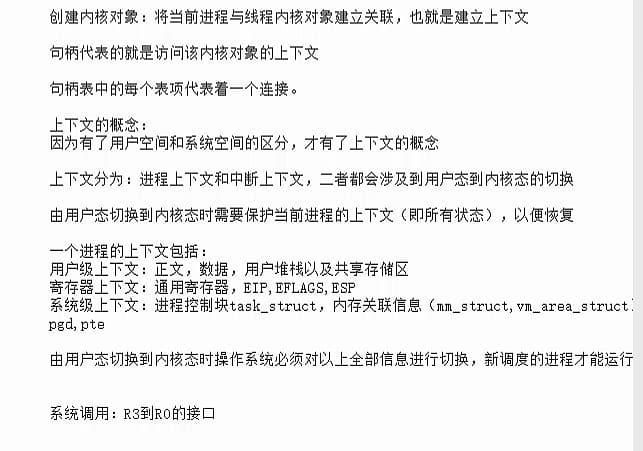 创建内核对象：将当前进程与线程内核对象建立关联，也就是建立上下文
句柄代表的就是访问该内核对象的上下文
句柄表中的每个表项代表着一个连接。
上下文的概念：
因为有了用户空间和系统空间的区分，才有了上下文的概念
上下文分为：进程上下文和中断上下文，二者都会涉及到用户态到内核态的切换
由用户态切换到内核态时需要保护当前进程的上下文（即所有状态），以便恢复
一个进程的上下文包括：
用户级上下文：正文，数据，用户堆栈以及共享存储区
寄存器上下文：通用寄存器，EIP,EFLAGS,ESP
系统级上下文：进程控制块task_struct，内存关联信息（mm_struct,vm_area_struct
pgd,pte
由用户态切换到内核态时操作系统必须对以上全部信息进行切换，新调度的进程才能运行
系统调用：R3到R0的接口